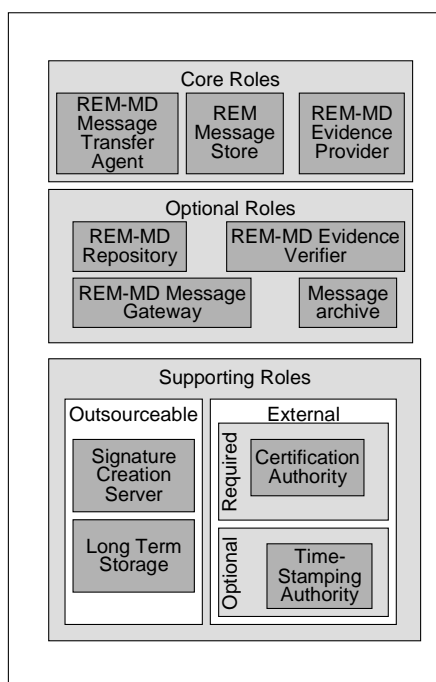 Core Roles
REM-MD
Message
Transfer
Agent
REM
Message
Store
REM-MD
Evidence
Provider
Optional Roles
REM-MD
Repository
REM-MD Evidence
Verifier
REM-MD Message
Gateway
Message
archive
Supporting Roles
Outsourceable
Signature
Creation
Server
Long Term
Storage
External
Required
Certification
Authority
Optional
Time-
Stamping
Authority